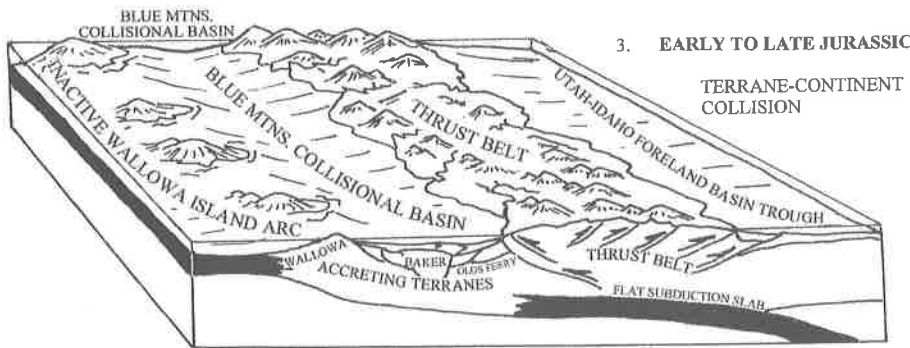 BLUE MTNS.
COLLISIONAL BASIN
3. EARLY TO LATE JURASSIC
TERRANE-CONTINENT
COLLISION
INACTIVE WALLOWA ISLAND ARC
BLUE MTNS. COLLISIONAL BASIN
THRUST BELT
UTAH-IDAHO FORELAND BASIN TROUGH
WALLOWA
BAKER
OLDS FERRY
ACCRETING TERRANES
THRUST BELT
FLAT SUBDUCTION SLAB